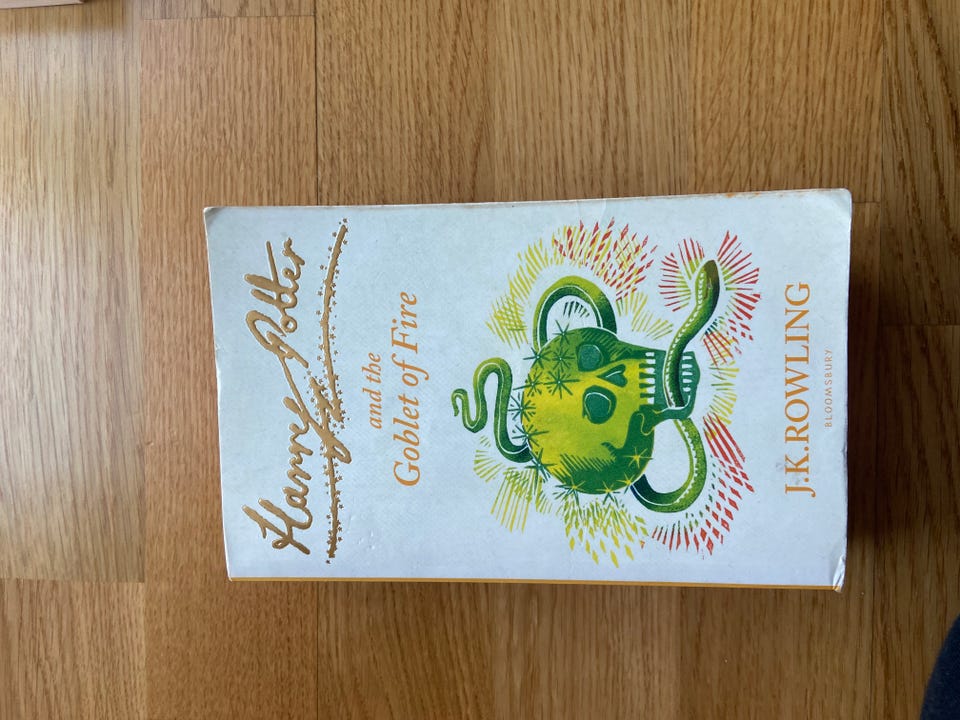 Harry Potter
and the
Goblet of Fire
J.K.ROWLING
BLOOMSBURY